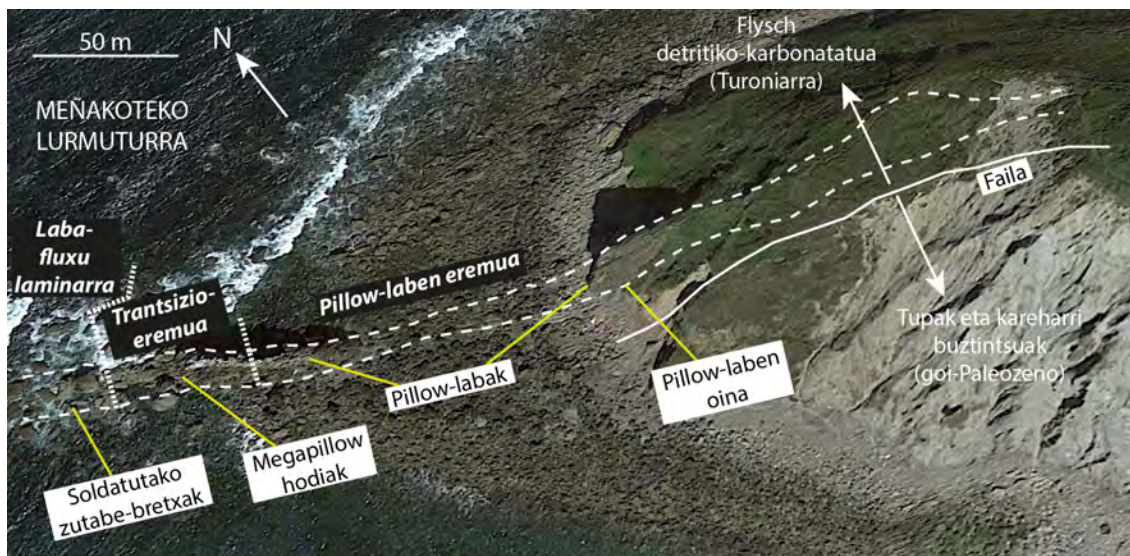 50 m
N
MEÑAKOTEKO
LURMUTURRA
Flysch
detritiko-karbonatatua
(Turoniarra)
Faila
Laba-
fluxu
laminarra
Trantsizio-
eremua
Pillow-laben eremua
Tupak eta kareharri
buztintsuak
(goi-Paleozeno)
Pillow-labak
Pillow-laben
oina
Megapillow
hodiak
Soldatutako
zutabe-bretxak